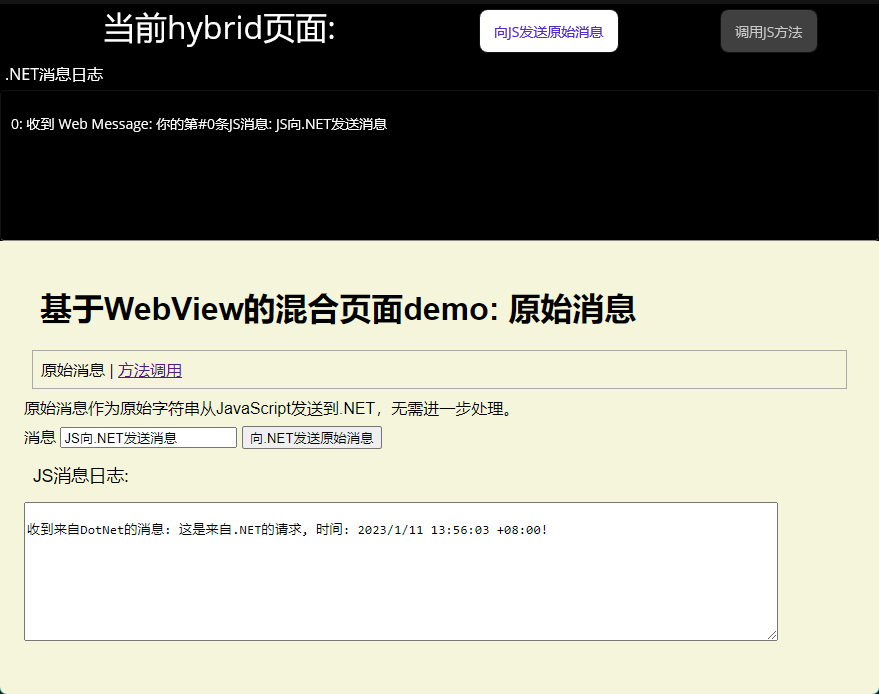 当前hybrid页面: 向JS发送原始消息 调用JS方法
.NET消息日志
0: 收到 Web Message: 你的第#0条JS消息: JS向.NET发送消息
基于WebView的混合页面demo: 原始消息
原始消息 | 方法调用
原始消息作为原始字符串从JavaScript发送到.NET，无需进一步处理。
消息 JS向.NET发送消息 向.NET发送原始消息
JS消息日志:
收到来自DotNet的消息: 这是来自.NET的请求, 时间: 2023/1/11 13:56:03 +08:00!